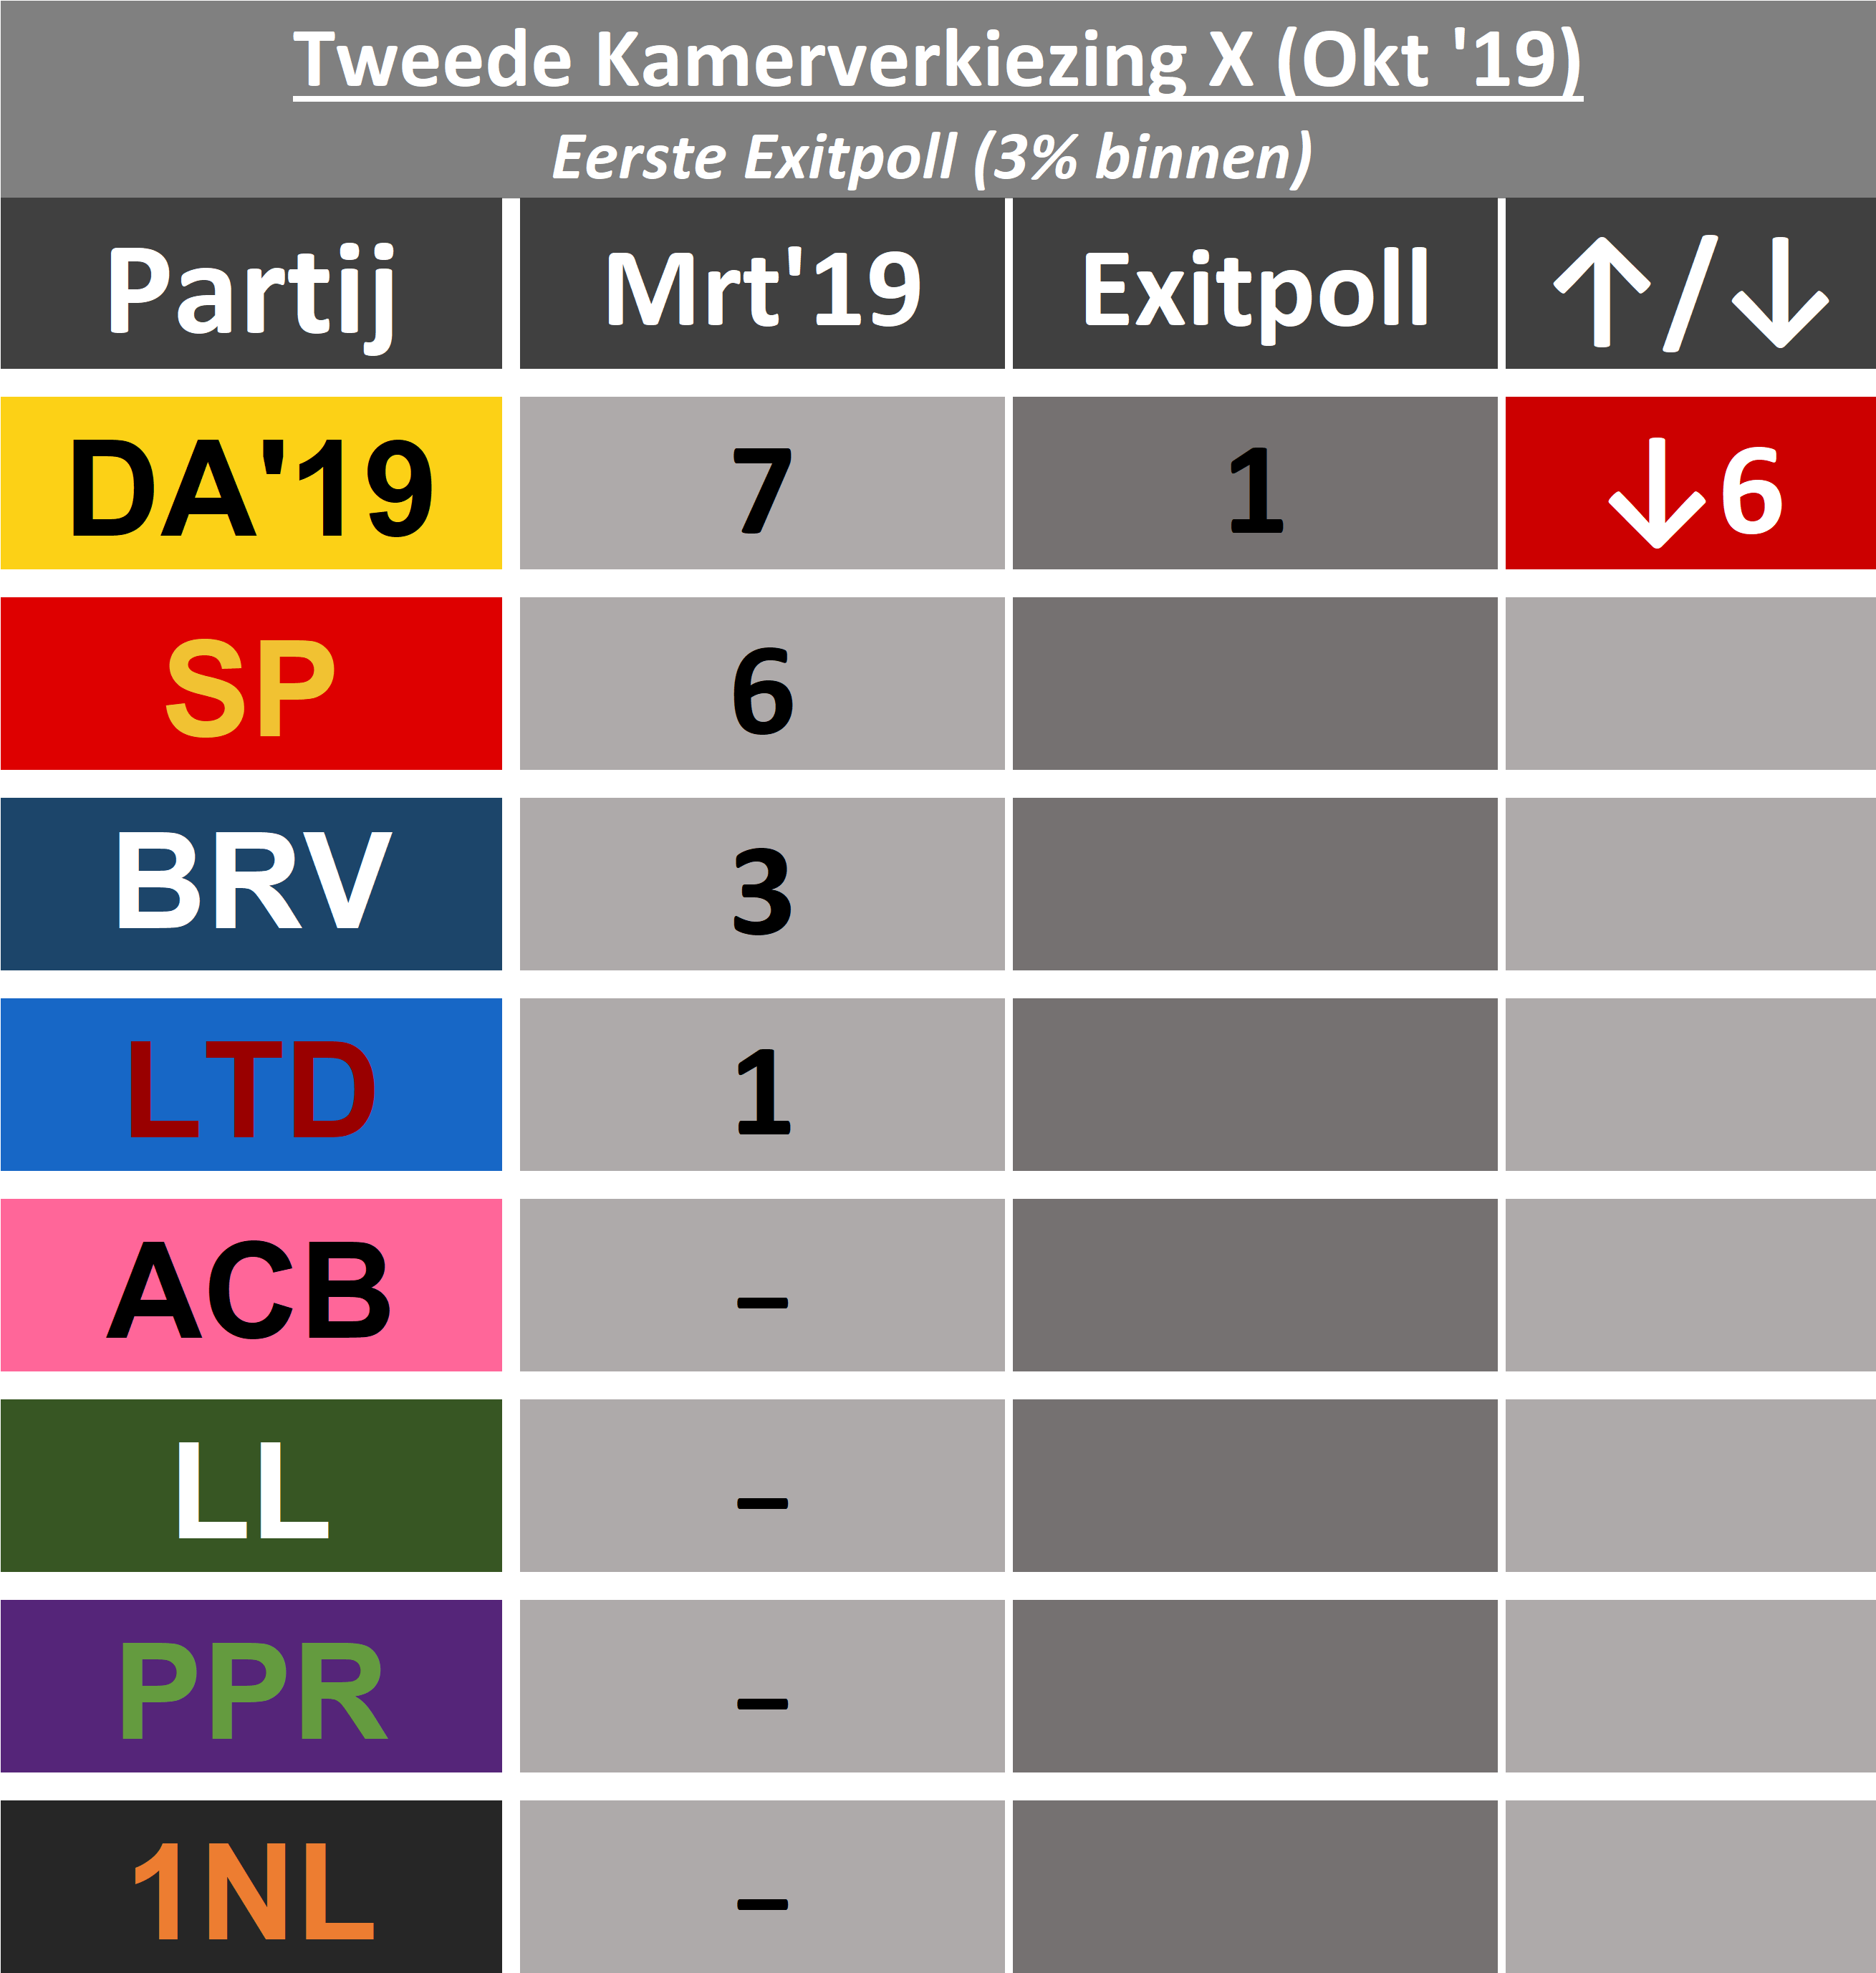 Tweede Kamerverkiezing X (Okt '19)
Eerste Exitpoll (3% binnen)
Partij Mrt'19 Exitpoll ↑/↓
DA'19 7 1 ↓6
SP 6
BRV 3
LTD 1
ACB –
LL –
PPR –
1NL –